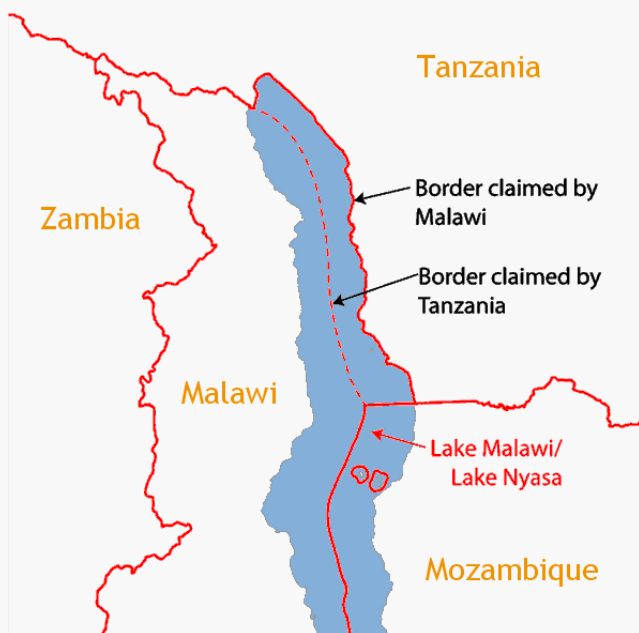 Tanzania
Border claimed by
Malawi
Zambia
Border claimed by
Tanzania
Malawi
Lake Malawi/
Lake Nyasa
Mozambique